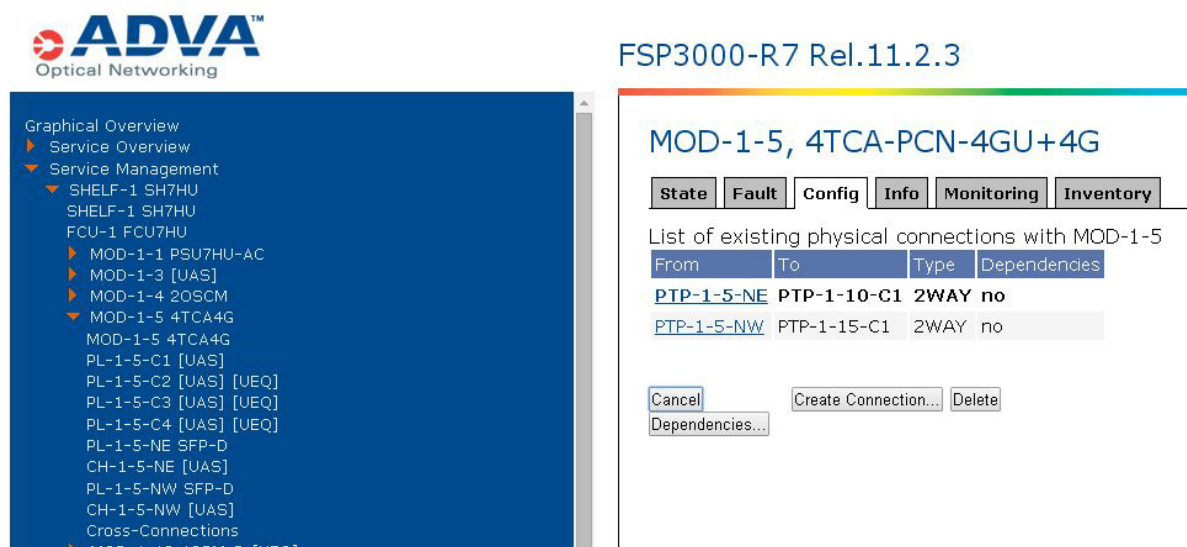 ADVA™
Optical Networking
FSP3000-R7 Rel.11.2.3
Graphical Overview
Service Overview
Service Management
SHELF-1 SH7HU
SHELF-1 SH7HU
FCU-1 FCU7HU
MOD-1-1 PSU7HU-AC
MOD-1-3 [UAS]
MOD-1-4 2OSCM
MOD-1-5 4TCA4G
MOD-1-5 4TCA4G
PL-1-5-C1 [UAS]
PL-1-5-C2 [UAS] [UEQ]
PL-1-5-C3 [UAS] [UEQ]
PL-1-5-C4 [UAS] [UEQ]
PL-1-5-NE SFP-D
CH-1-5-NE [UAS]
PL-1-5-NW SFP-D
CH-1-5-NW [UAS]
Cross-Connections
MOD-1-5, 4TCA-PCN-4GU+4G
State Fault Config Info Monitoring Inventory
List of existing physical connections with MOD-1-5
From To Type Dependencies
PTP-1-5-NE PTP-1-10-C1 2WAY no
PTP-1-5-NW PTP-1-15-C1 2WAY no
Cancel Create Connection... Delete
Dependencies...